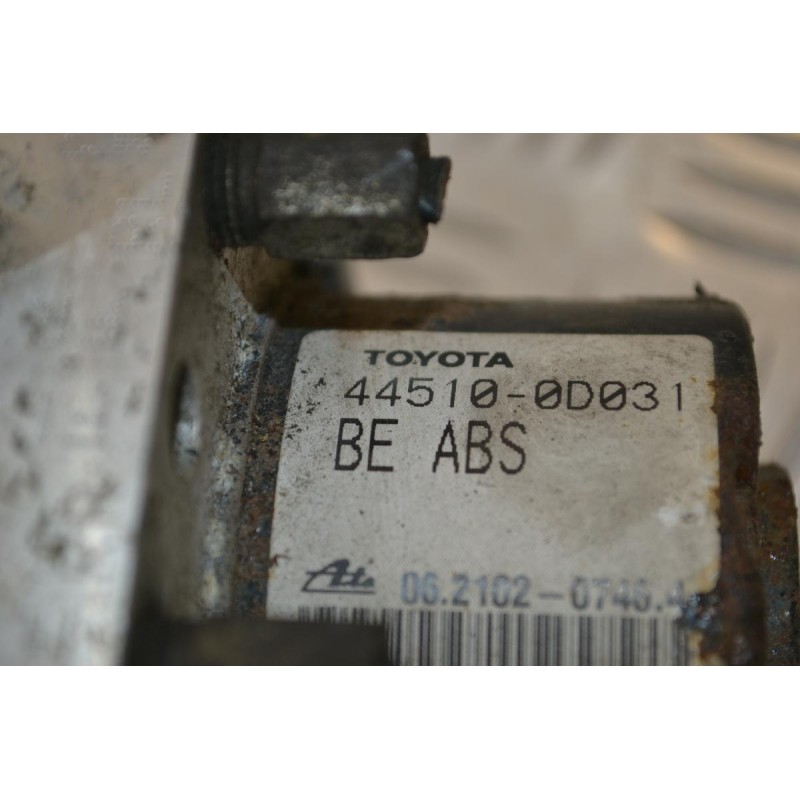 TOYOTA
44510-0D031
BE ABS
Ate 06.2102-0746.4